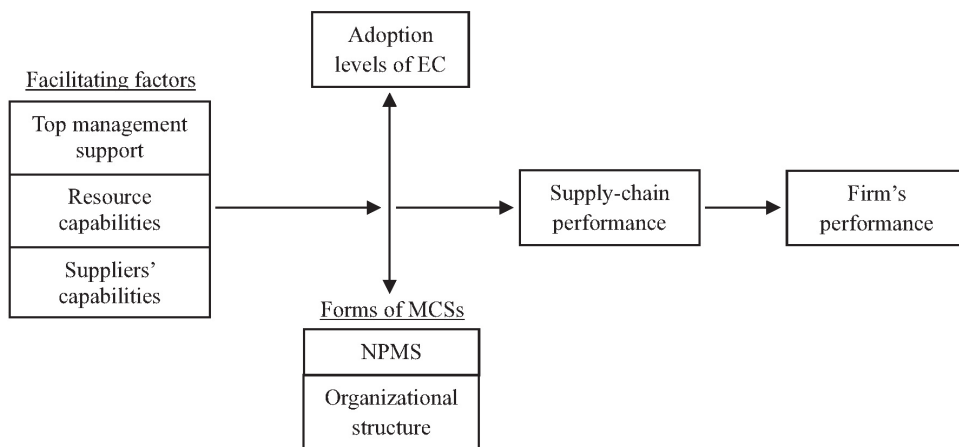 Facilitating factors
Top management
support
Resource
capabilities
Suppliers’
capabilities
Adoption
levels of EC
Forms of MCSs
NPMS
Organizational
structure
Supply-chain
performance
Firm’s
performance